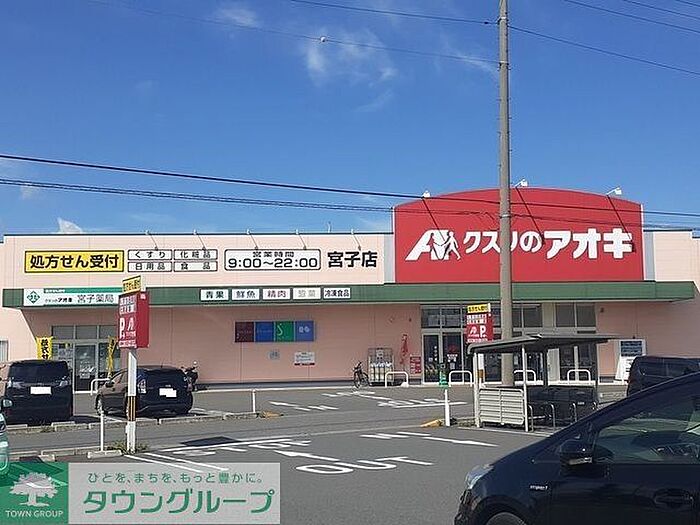 処方せん受付
くすり 化粧品
日用品 食品
営業時間
9:00〜22:00
宮子店
クスリのアオキ
クスリのアオキ 宮子薬局
青果 鮮魚 精肉 惣菜 冷凍食品
P
P
OUT
ひとを、まちを、もっと豊かに。
タウングループ
TOWN GROUP